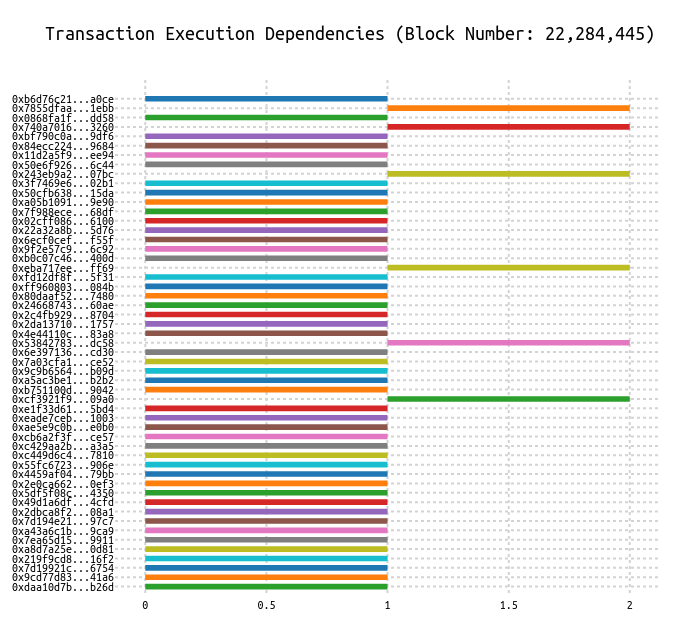 Transaction Execution Dependencies (Block Number: 22,284,445)
0xb6d76c21...a0ce
0x7855dfaa...1ebb
0x0868fa1f...dd58
0x740a7016...3260
0xbf790c0a...9df6
0x84ecc224...9684
0x11d2a5f9...ee94
0x50e6f926...6c44
0x243eb9a2...07bc
0x3f7469e6...02b1
0x50cfb638...15da
0xa05b1091...9e90
0x7f988ece...68df
0x02cff086...6100
0x22a32a8b...5d76
0x6ecf0cef...f55f
0x9f2e57c9...6c92
0xb0c07c46...400d
0xeba717ee...ff69
0xfd12df8f...5f31
0xff960803...084b
0x80daaf52...7480
0x24668743...60ae
0x2c4fb929...8704
0x2da13710...1757
0x4e44110c...83a8
0x53842783...dc58
0x6e397136...cd30
0x7a03cfa1...ce52
0x9c9b6564...b09d
0xa5ac3be1...b2b2
0xb751100d...9042
0xcf3921f9...09a0
0xe1f33d61...5bd4
0xeade7ceb...1003
0xae5e9c0b...e0b0
0xcb6a2f3f...ce57
0xc429aa2b...a3a5
0xc449d6c4...7810
0x55fc6723...906e
0x4459af04...79bb
0x2e0ca662...0ef3
0x5df5f08c...4350
0x49d1a6df...4cfd
0x2dbca8f2...08a1
0x7d194e21...97c7
0xa43a6c1b...9ca9
0x7ea65d15...9911
0xa8d7a25e...0d81
0x219f9cd8...16f2
0x7d19921c...6754
0x9cd77d83...41a6
0xdaa10d7b...b26d
0 0.5 1 1.5 2